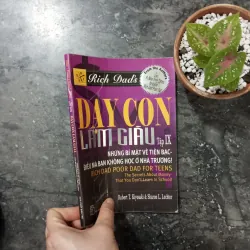 Rich Dad's
DẠY CON
LÀM GIÀU Tập IX
NHỮNG BÍ MẬT VỀ TIỀN BẠC-
ĐIỀU MÀ BẠN KHÔNG HỌC Ở NHÀ TRƯỜNG!
RICH DAD POOR DAD FOR TEENS
The Secrets About Money-
That You Don't Learn In School!
Robert T. Kiyosaki & Sharon L. Lechter